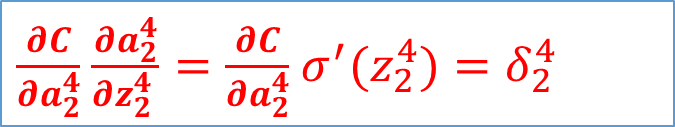 ∂C/∂a₂⁴ ∂a₂⁴/∂z₂⁴ = ∂C/∂a₂⁴ σ′(z₂⁴) = δ₂⁴